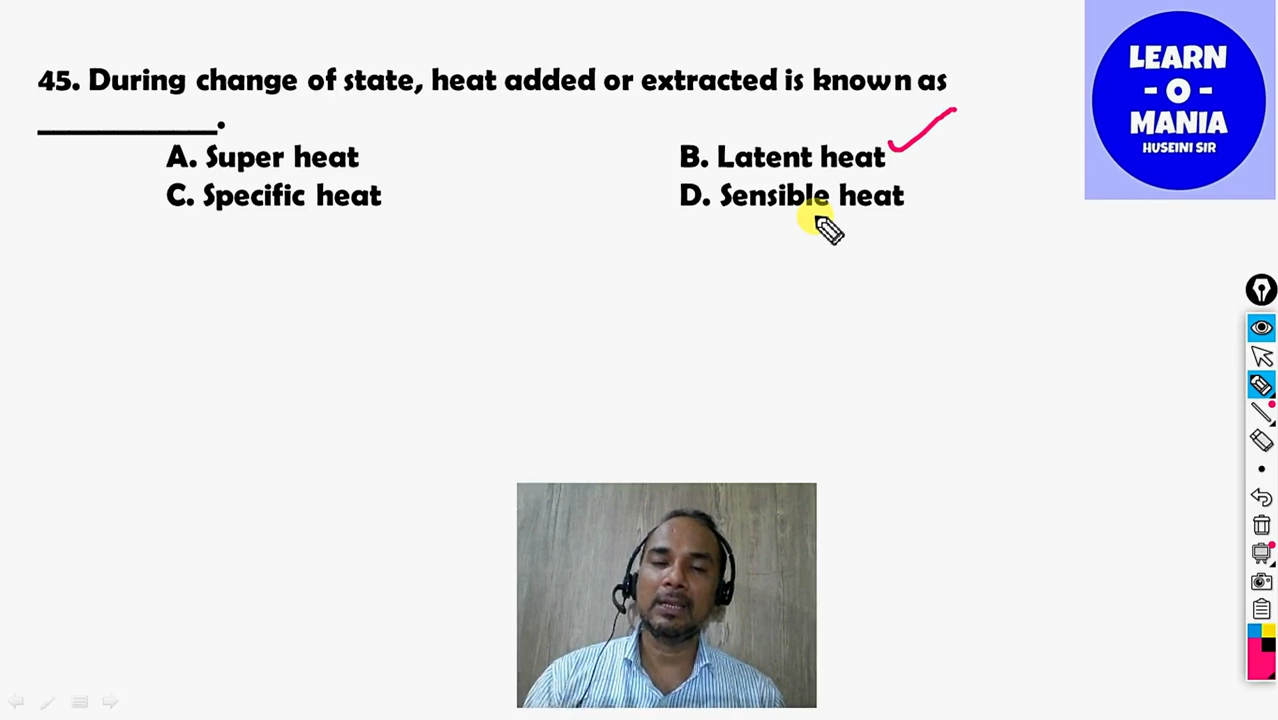 45. During change of state, heat added or extracted is known as
____________.
A. Super heat B. Latent heat
C. Specific heat D. Sensible heat
LEARN
- O -
MANIA
HUSEINI SIR